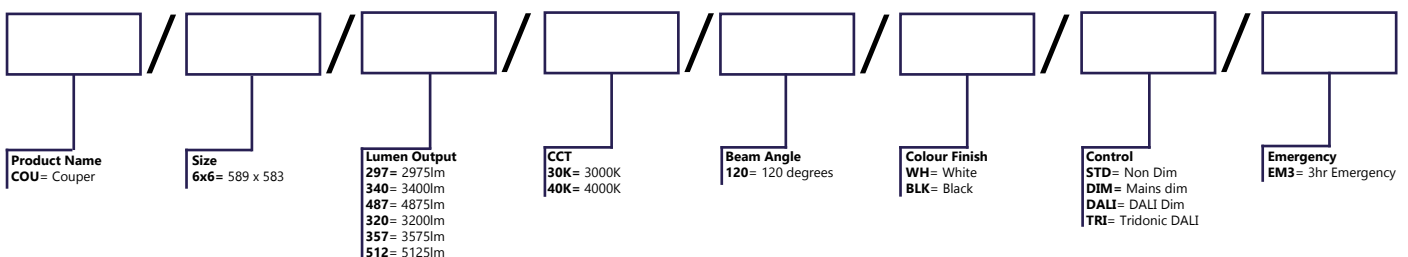 / / / / / / /
Product Name
COU= Couper
Size
6x6= 589 x 583
Lumen Output
297= 2975lm
340= 3400lm
487= 4875lm
320= 3200lm
357= 3575lm
512= 5125lm
CCT
30K= 3000K
40K= 4000K
Beam Angle
120= 120 degrees
Colour Finish
WH= White
BLK= Black
Control
STD= Non Dim
DIM= Mains dim
DALI= DALI Dim
TRI= Tridonic DALI
Emergency
EM3= 3hr Emergency